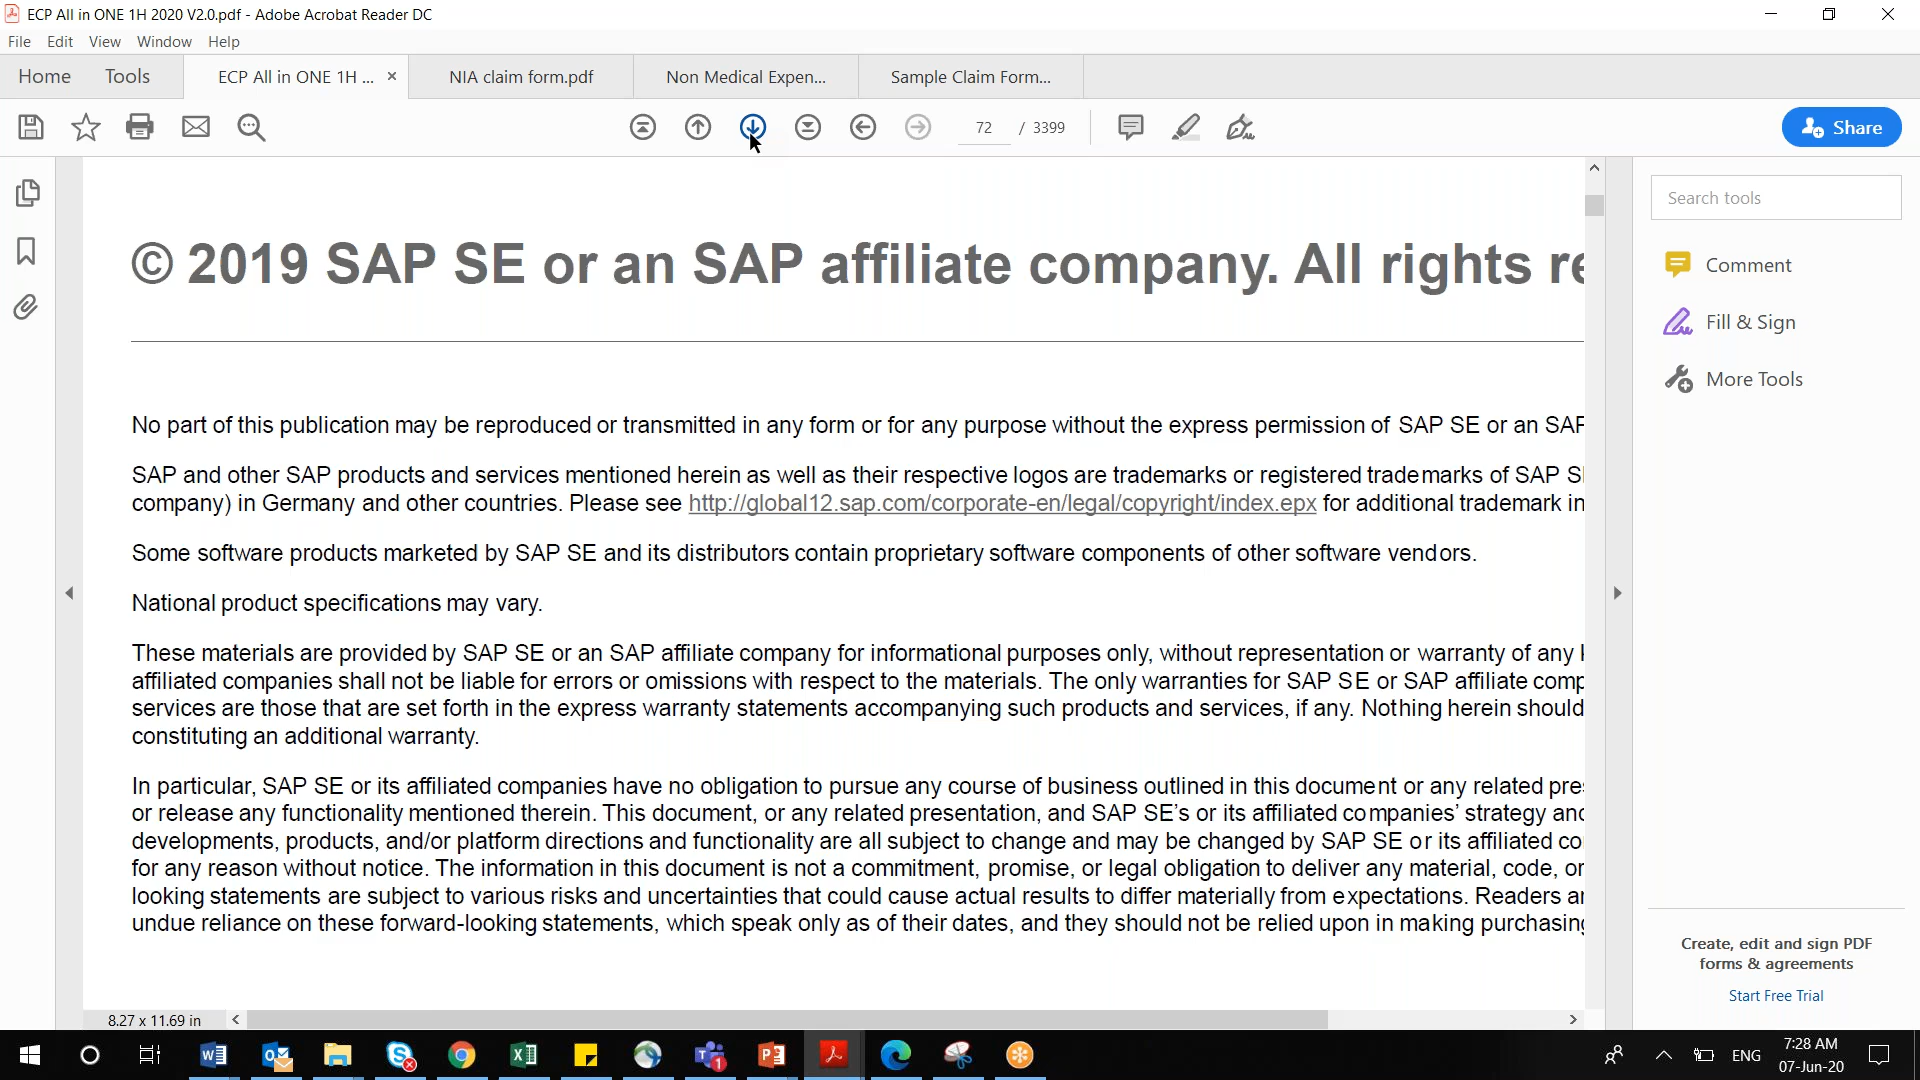 ECP All in ONE 1H 2020 V2.0.pdf - Adobe Acrobat Reader DC
File Edit View Window Help
Home Tools ECP All in ONE 1H ... × NIA claim form.pdf Non Medical Expen... Sample Claim Form...
72 / 3399 Share
Search tools
Comment
Fill & Sign
More Tools
© 2019 SAP SE or an SAP affiliate company. All rights re
No part of this publication may be reproduced or transmitted in any form or for any purpose without the express permission of SAP SE or an SAP
SAP and other SAP products and services mentioned herein as well as their respective logos are trademarks or registered trademarks of SAP SE
company) in Germany and other countries. Please see http://global12.sap.com/corporate-en/legal/copyright/index.epx for additional trademark in
Some software products marketed by SAP SE and its distributors contain proprietary software components of other software vendors.
National product specifications may vary.
These materials are provided by SAP SE or an SAP affiliate company for informational purposes only, without representation or warranty of any
affiliated companies shall not be liable for errors or omissions with respect to the materials. The only warranties for SAP SE or SAP affiliate comp
services are those that are set forth in the express warranty statements accompanying such products and services, if any. Nothing herein should
constituting an additional warranty.
In particular, SAP SE or its affiliated companies have no obligation to pursue any course of business outlined in this document or any related pre
or release any functionality mentioned therein. This document, or any related presentation, and SAP SE's or its affiliated companies' strategy and
developments, products, and/or platform directions and functionality are all subject to change and may be changed by SAP SE or its affiliated co
for any reason without notice. The information in this document is not a commitment, promise, or legal obligation to deliver any material, code, or
looking statements are subject to various risks and uncertainties that could cause actual results to differ materially from expectations. Readers ar
undue reliance on these forward-looking statements, which speak only as of their dates, and they should not be relied upon in making purchasing
Create, edit and sign PDF
forms & agreements
Start Free Trial
8.27 x 11.69 in
ENG
7:28 AM
07-Jun-20